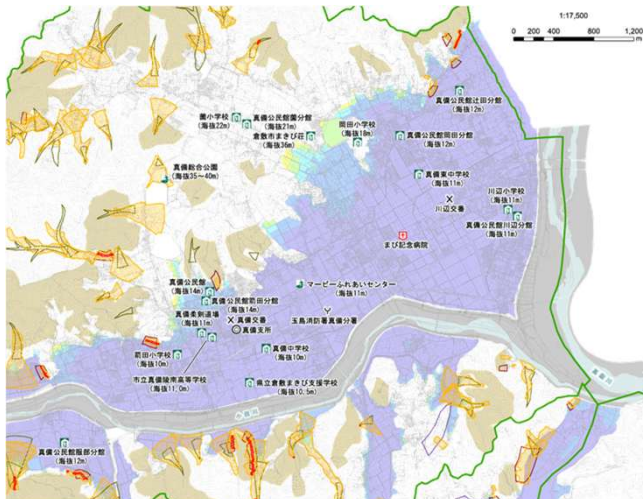 1:17,500
0 200 400 800 1,200
m
真備公民館辻田分館
(海抜12m)
薗小学校
(海抜22m)
真備公民館薗分館
(海抜21m)
倉敷市まきび荘
(海抜36m)
岡田小学校
(海抜18m)
真備公民館岡田分館
(海抜12m)
真備総合公園
(海抜35~40m)
真備東中学校
(海抜11m)
川辺交番
川辺小学校
(海抜11m)
真備公民館川辺分館
(海抜11m)
まび記念病院
真備公民館
(海抜14m)
マービーふれあいセンター
(海抜11m)
真備公民館箭田分館
(海抜14m)
真備柔剣道場
(海抜11m)
真備交番
真備支所
玉島消防署真備分署
箭田小学校
(海抜10m)
真備中学校
(海抜10m)
市立真備陵南高等学校
(海抜11.0m)
県立倉敷まきび支援学校
(海抜10.5m)
小田川
高梁川
真備公民館服部分館
(海抜12m)